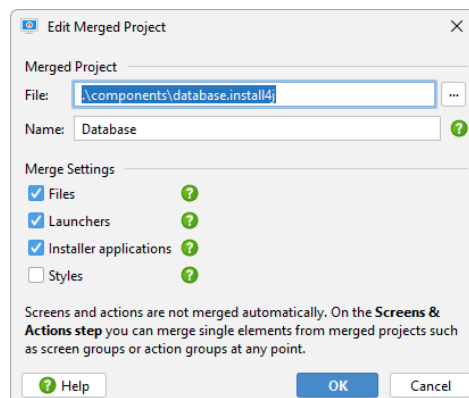 Edit Merged Project
Merged Project
File: .\components\database.install4j ...
Name: Database
Merge Settings
Files
Launchers
Installer applications
Styles
Screens and actions are not merged automatically. On the Screens &
Actions step you can merge single elements from merged projects such
as screen groups or action groups at any point.
Help OK Cancel